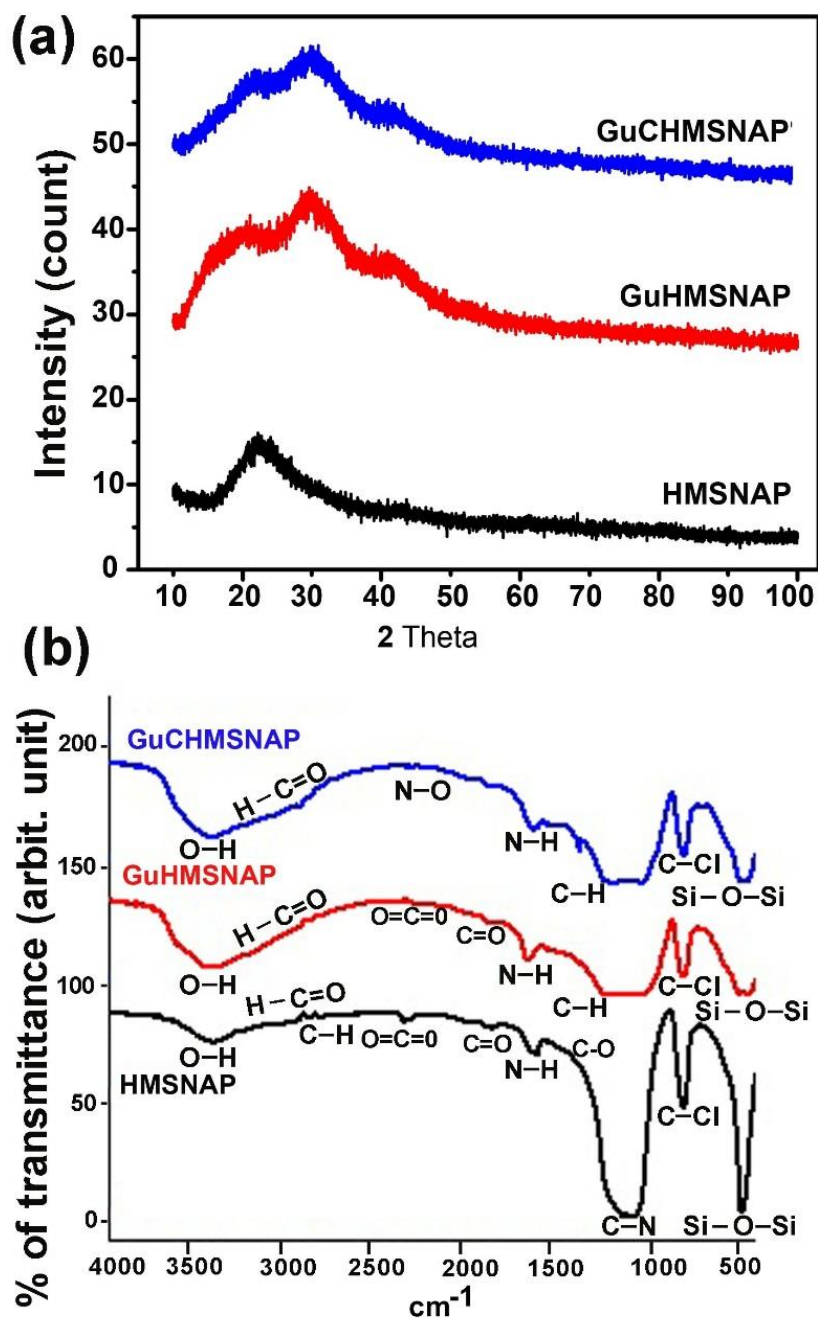 (a)
Intensity (count)
60
50
40
30
20
10
0
GuCHMSNAP'
GuHMSNAP
HMSNAP
10 20 30 40 50 60 70 80 90 100
2 Theta
(b)
% of transmittance (arbit. unit)
200
150
100
50
0
GuCHMSNAP
O–H
H–C=O
N–O
N–H
C–H
C–Cl
Si–O–Si
GuHMSNAP
O–H
H–C=O
O=C=0
C=O
N–H
C–H
C–Cl
Si–O–Si
HMSNAP
O–H
H–C=O
C–H
O=C=0
C=O
N–H
C-O
C–N
C–Cl
Si–O–Si
4000 3500 3000 2500 2000 1500 1000 500
cm⁻¹